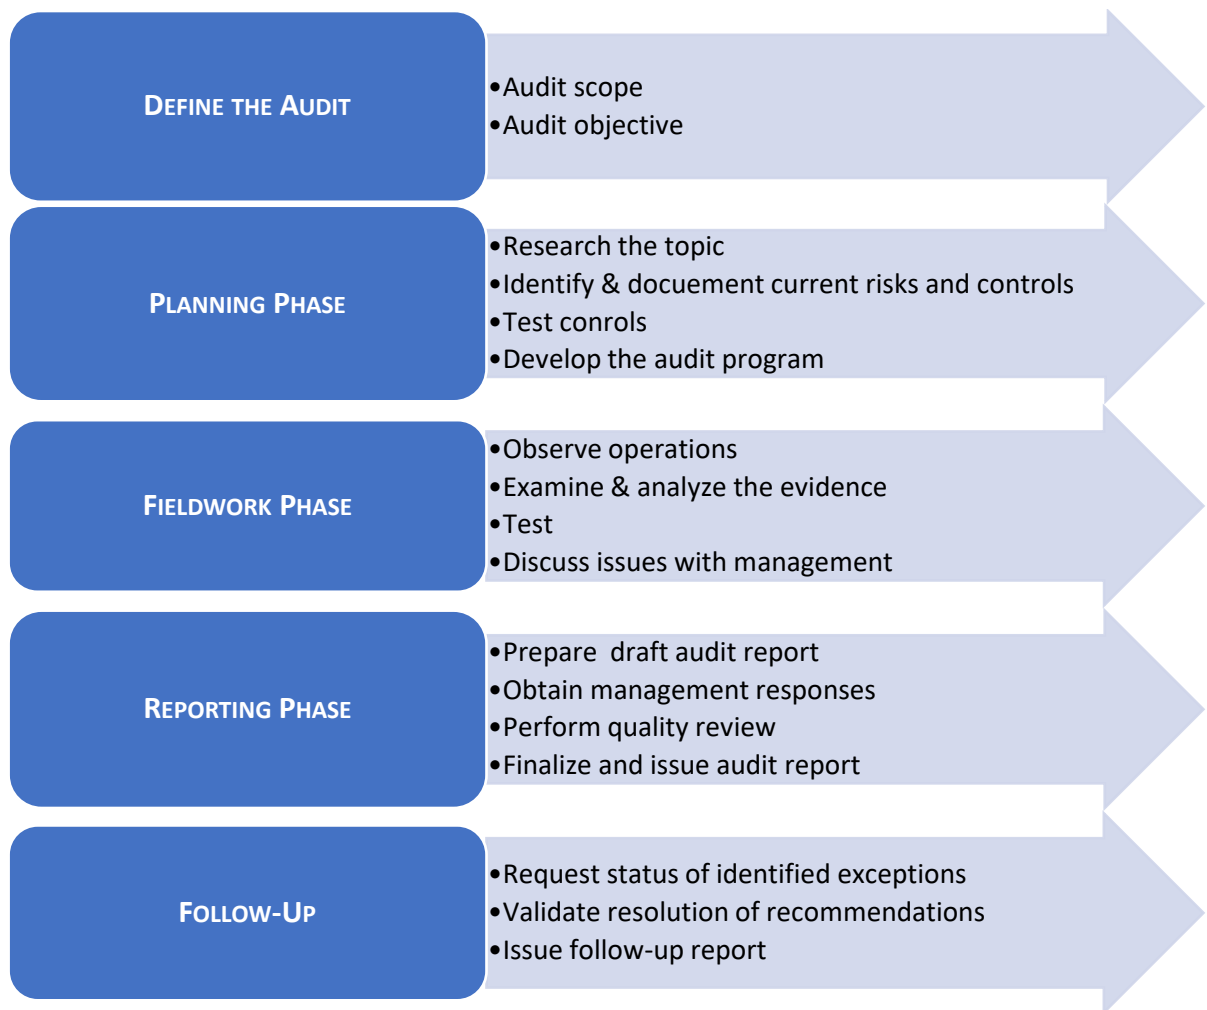 DEFINE THE AUDIT
•Audit scope
•Audit objective
PLANNING PHASE
•Research the topic
•Identify & docuement current risks and controls
•Test conrols
•Develop the audit program
FIELDWORK PHASE
•Observe operations
•Examine & analyze the evidence
•Test
•Discuss issues with management
REPORTING PHASE
•Prepare  draft audit report
•Obtain management responses
•Perform quality review
•Finalize and issue audit report
FOLLOW-UP
•Request status of identified exceptions
•Validate resolution of recommendations
•Issue follow-up report